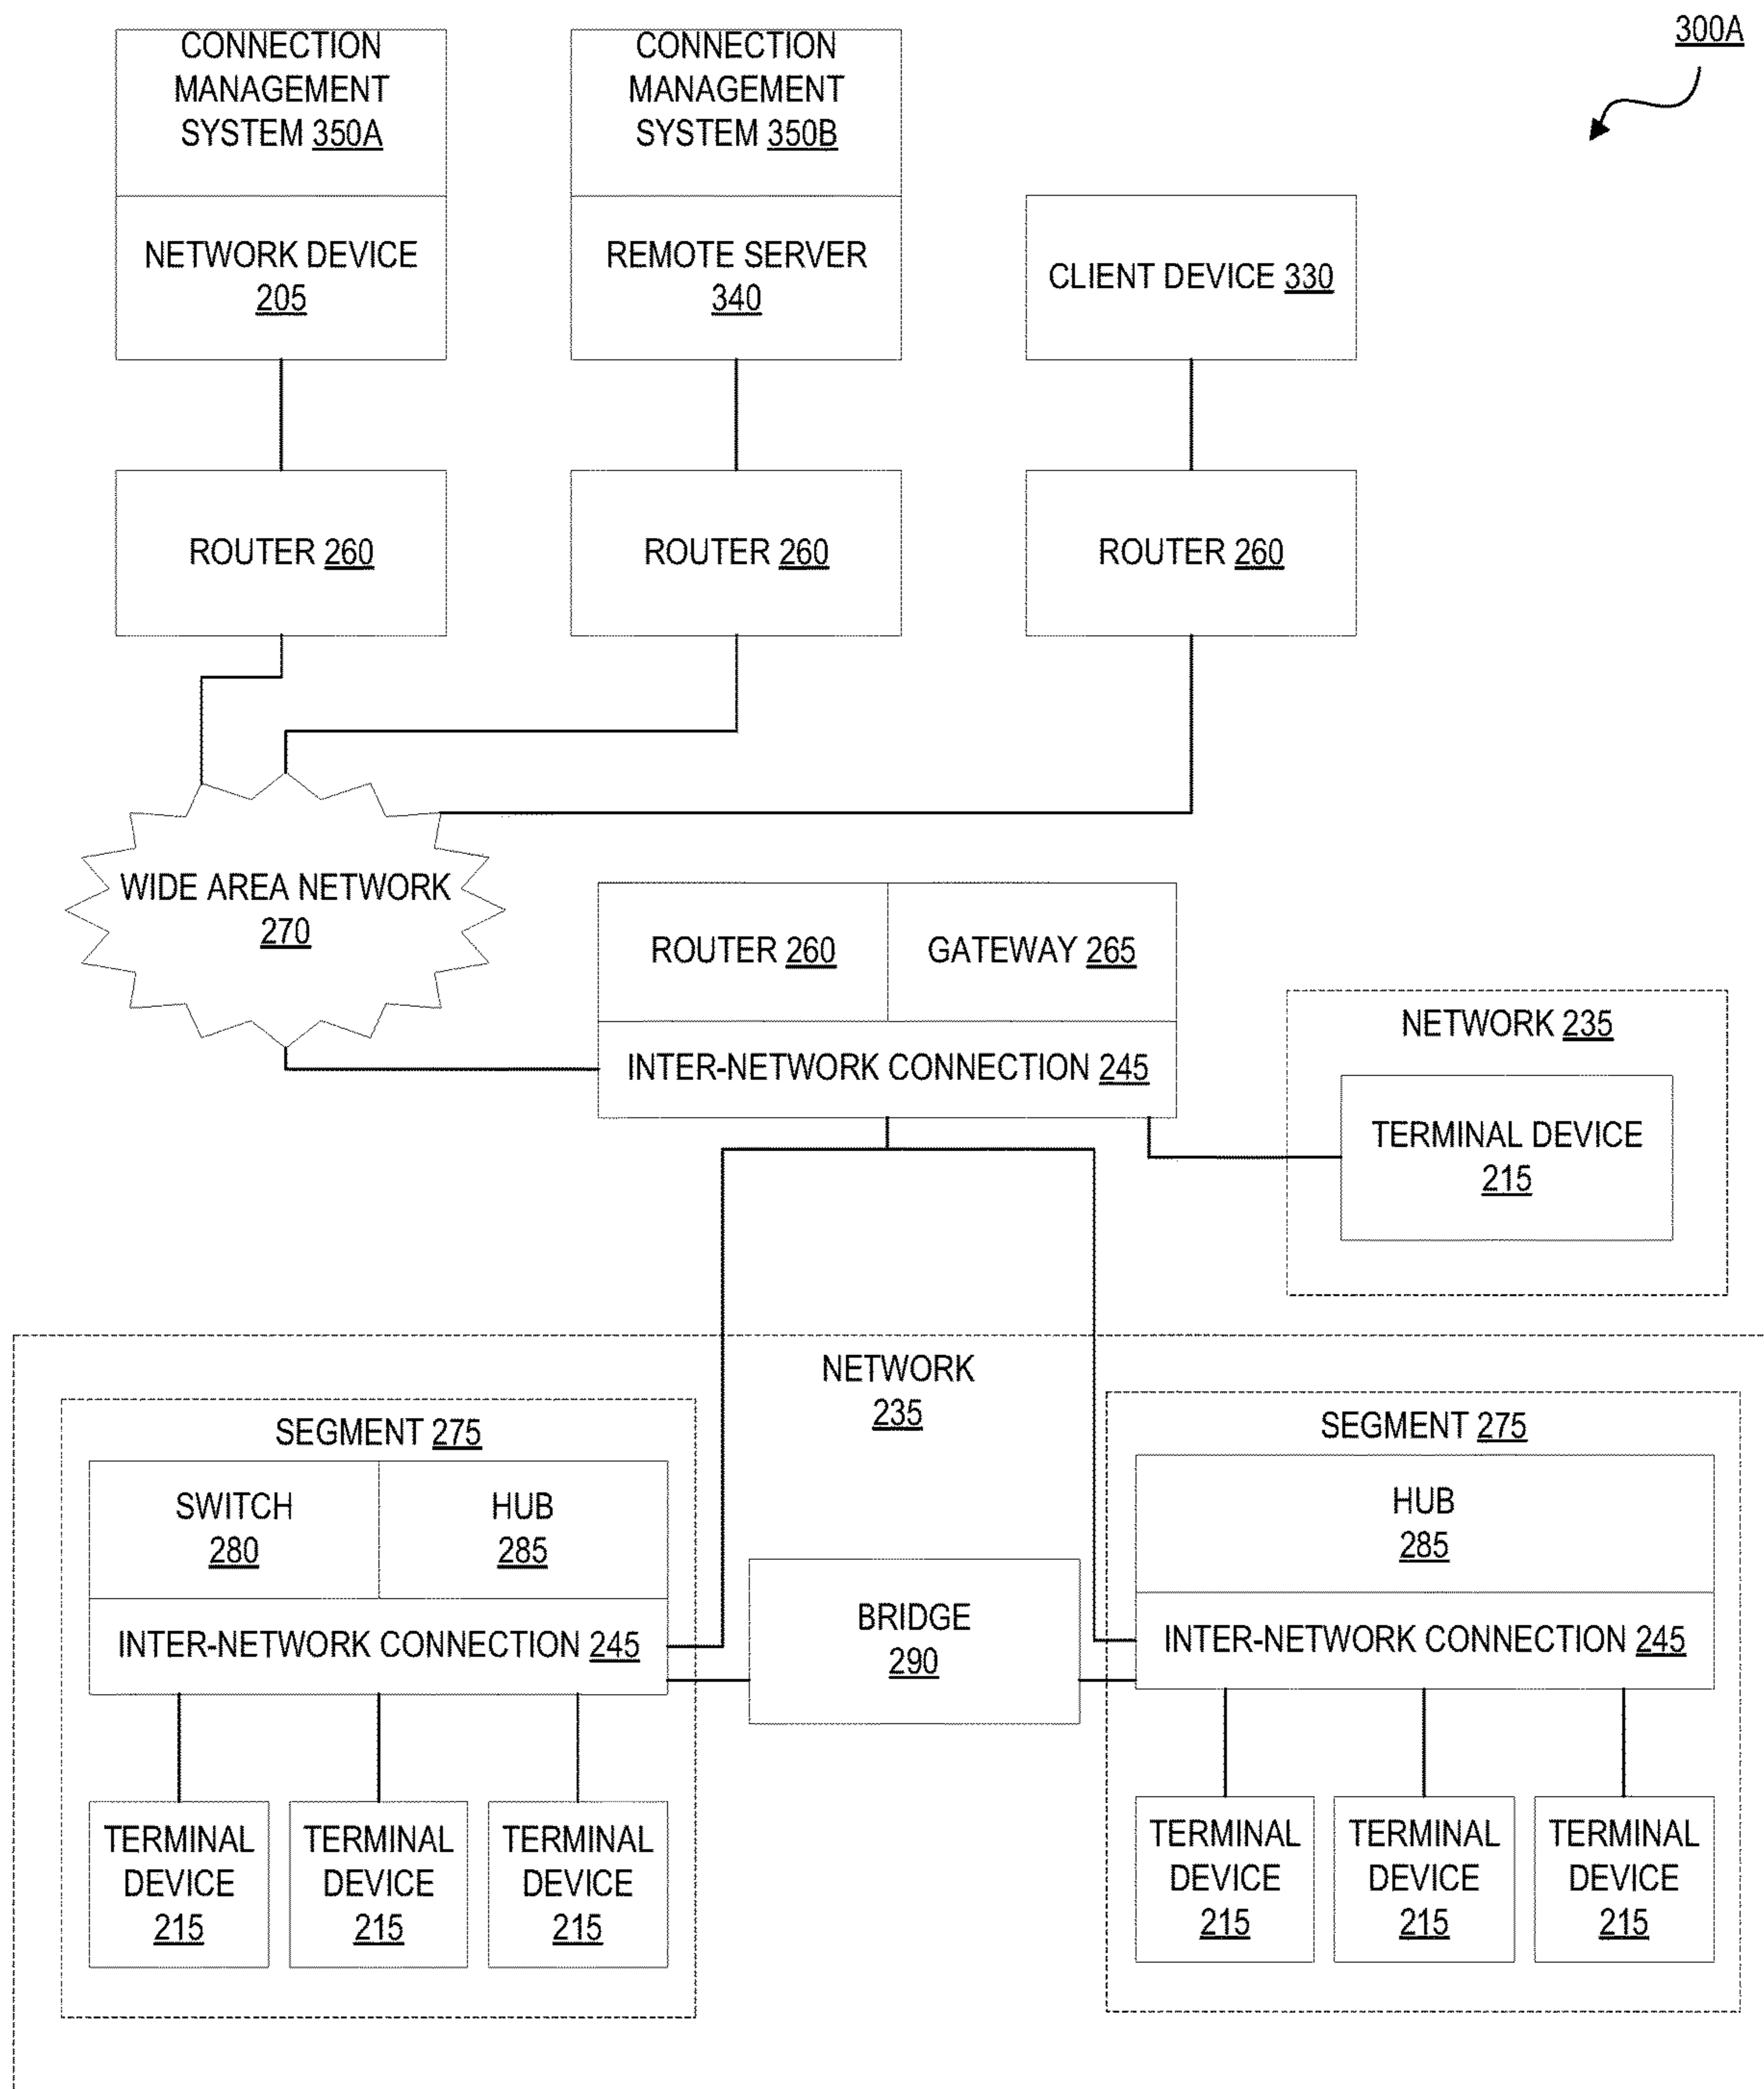 300A
CONNECTION
MANAGEMENT
SYSTEM 350A
NETWORK DEVICE
205
CONNECTION
MANAGEMENT
SYSTEM 350B
REMOTE SERVER
340
CLIENT DEVICE 330
ROUTER 260
ROUTER 260
ROUTER 260
WIDE AREA NETWORK
270
ROUTER 260
GATEWAY 265
INTER-NETWORK CONNECTION 245
NETWORK 235
TERMINAL DEVICE
215
NETWORK
235
SEGMENT 275
SWITCH
280
HUB
285
INTER-NETWORK CONNECTION 245
TERMINAL
DEVICE
215
TERMINAL
DEVICE
215
TERMINAL
DEVICE
215
BRIDGE
290
SEGMENT 275
HUB
285
INTER-NETWORK CONNECTION 245
TERMINAL
DEVICE
215
TERMINAL
DEVICE
215
TERMINAL
DEVICE
215